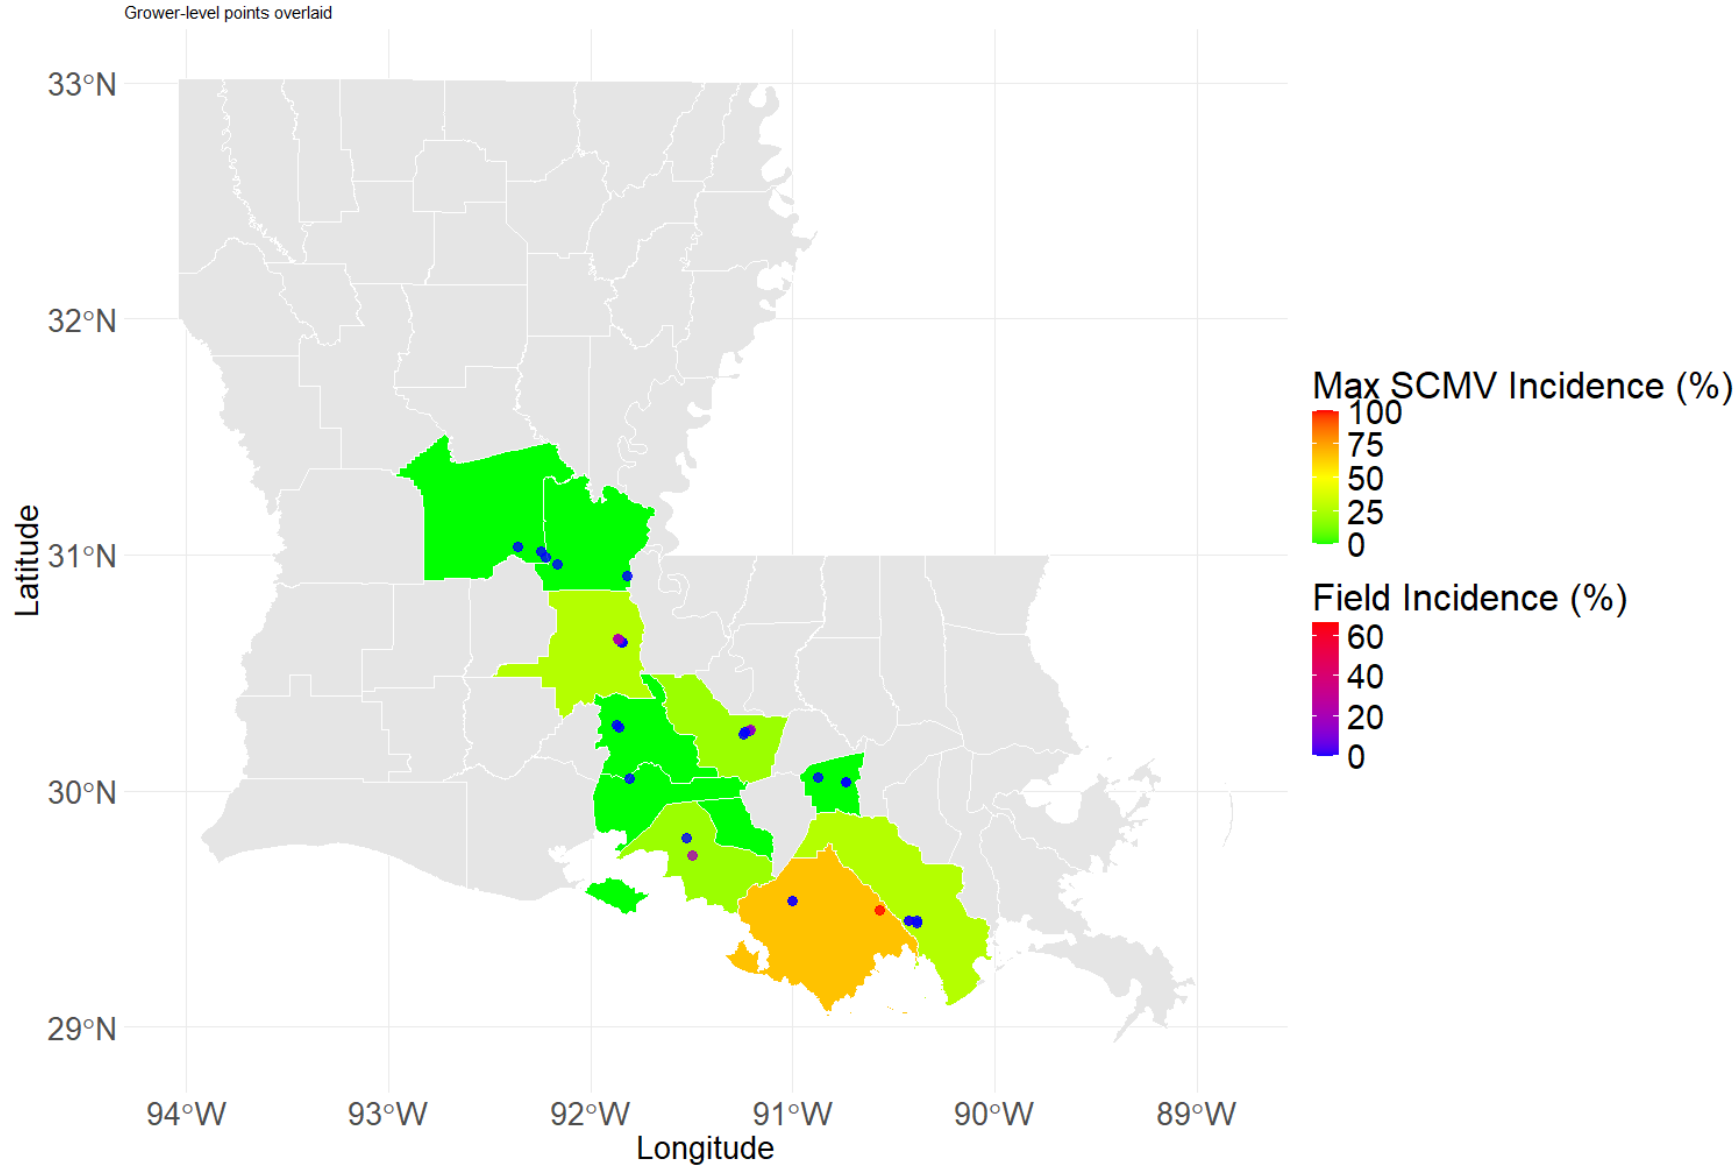 Grower-level points overlaid
33°N
32°N
31°N
30°N
29°N
Latitude
94°W 93°W 92°W 91°W 90°W 89°W
Longitude
Max SCMV Incidence (%)
100
75
50
25
0
Field Incidence (%)
60
40
20
0